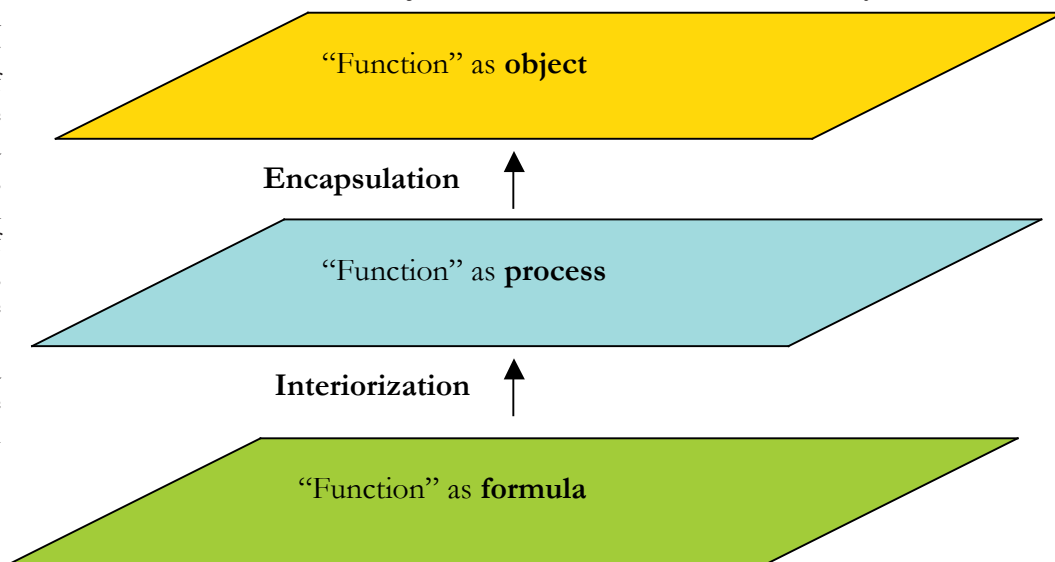 “Function” as object
Encapsulation
“Function” as process
Interiorization
“Function” as formula